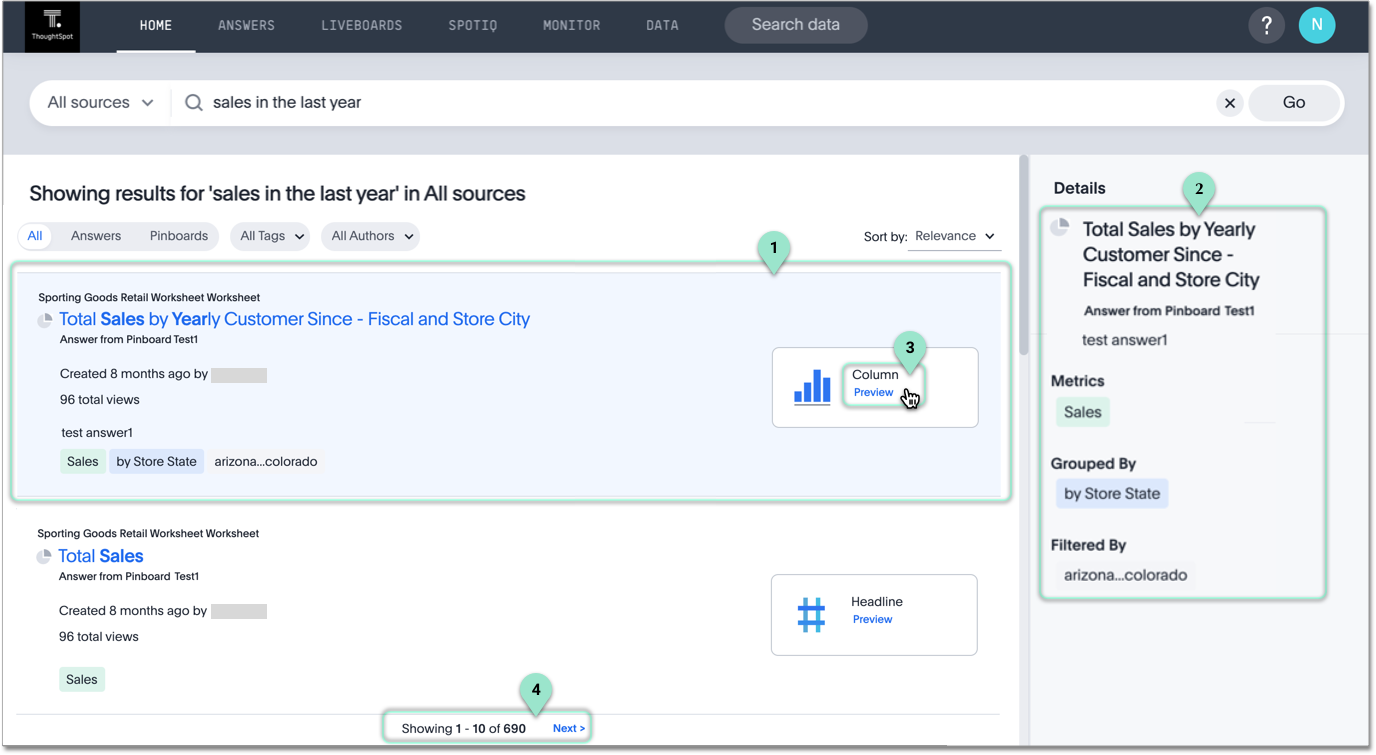 T.
ThoughtSpot
HOME ANSWERS LIVEBOARDS SPOTIQ MONITOR DATA Search data ? N
All sources sales in the last year Go
Showing results for 'sales in the last year' in All sources
All Answers Pinboards All Tags All Authors Sort by: Relevance
1
Sporting Goods Retail Worksheet Worksheet
Total Sales by Yearly Customer Since - Fiscal and Store City
Answer from Pinboard Test1
Created 8 months ago by
96 total views
test answer1
Sales by Store State arizona...colorado
3
Column
Preview
Sporting Goods Retail Worksheet Worksheet
Total Sales
Answer from Pinboard Test1
Created 8 months ago by
96 total views
Sales
Headline
Preview
4
Showing 1 - 10 of 690 Next >
Details
2
Total Sales by Yearly
Customer Since -
Fiscal and Store City
Answer from Pinboard Test1
test answer1
Metrics
Sales
Grouped By
by Store State
Filtered By
arizona...colorado